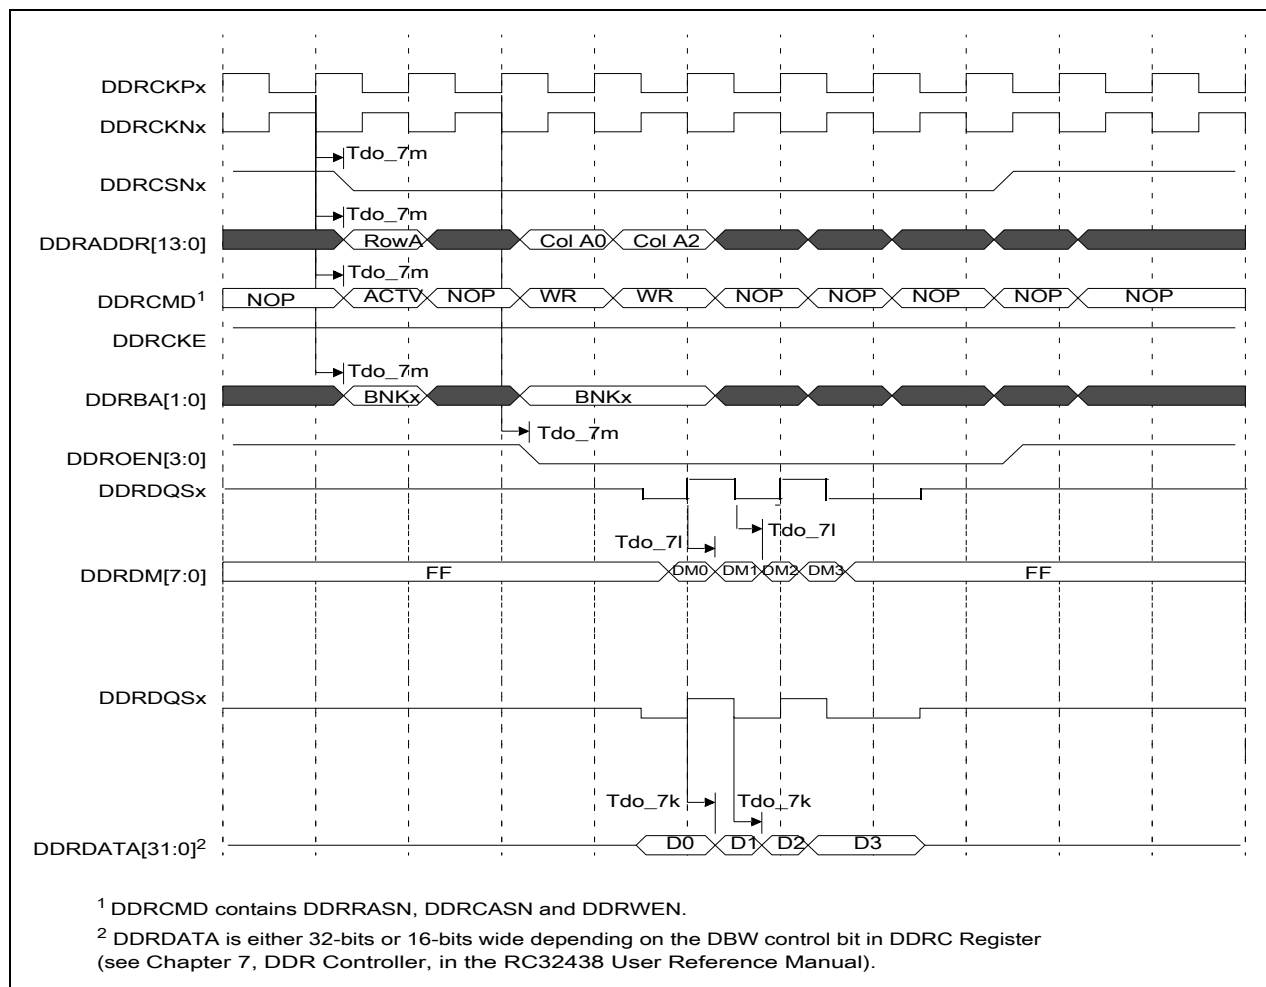 DDRCKPx
DDRCKNx
Tdo_7m
DDRCSNx
Tdo_7m
DDRADDR[13:0] RowA Col A0 Col A2
Tdo_7m
DDRCMD1 NOP ACTV NOP WR WR NOP NOP NOP NOP NOP
DDRCKE
Tdo_7m
DDRBA[1:0] BNKx BNKx
Tdo_7m
DDROEN[3:0]
DDRDQSx
Tdo_7l Tdo_7l
DDRDM[7:0] FF DM0 DM1 DM2 DM3 FF
DDRDQSx
Tdo_7k Tdo_7k
DDRDATA[31:0]2 D0 D1 D2 D3
1 DDRCMD contains DDRRASN, DDRCASN and DDRWEN.
2 DDRDATA is either 32-bits or 16-bits wide depending on the DBW control bit in DDRC Register
(see Chapter 7, DDR Controller, in the RC32438 User Reference Manual).